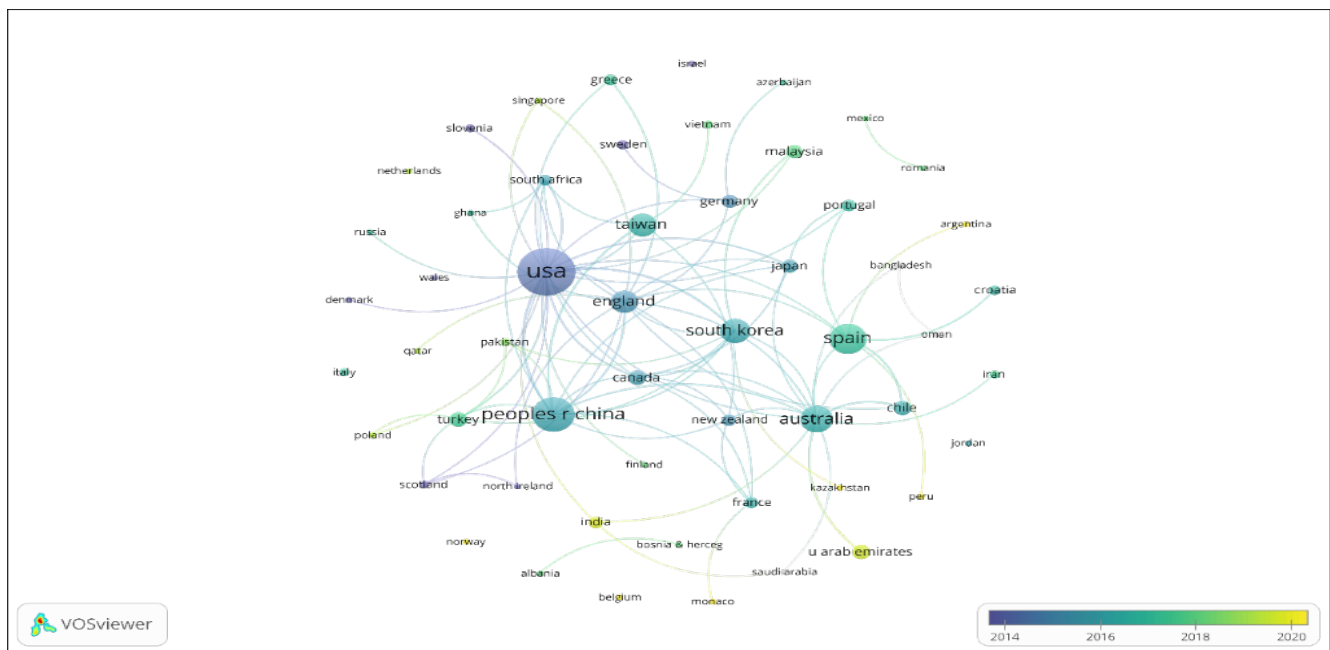 israel
greece
azerbaijan
singapore
mexico
vietnam
slovenia
sweden
malaysia
romania
netherlands
south africa
germany
portugal
ghana
taiwan
argentina
russia
bangladesh
japan
usa
wales
croatia
denmark
england
south korea
spain
oman
pakistan
qatar
italy
iran
canada
peoples r china
chile
turkey
new zealand
australia
poland
jordan
finland
scotland
north ireland
kazakhstan
peru
france
india
norway
bosnia & herceg
u arab emirates
albania
saudi arabia
belgium
monaco
VOSviewer
2014 2016 2018 2020